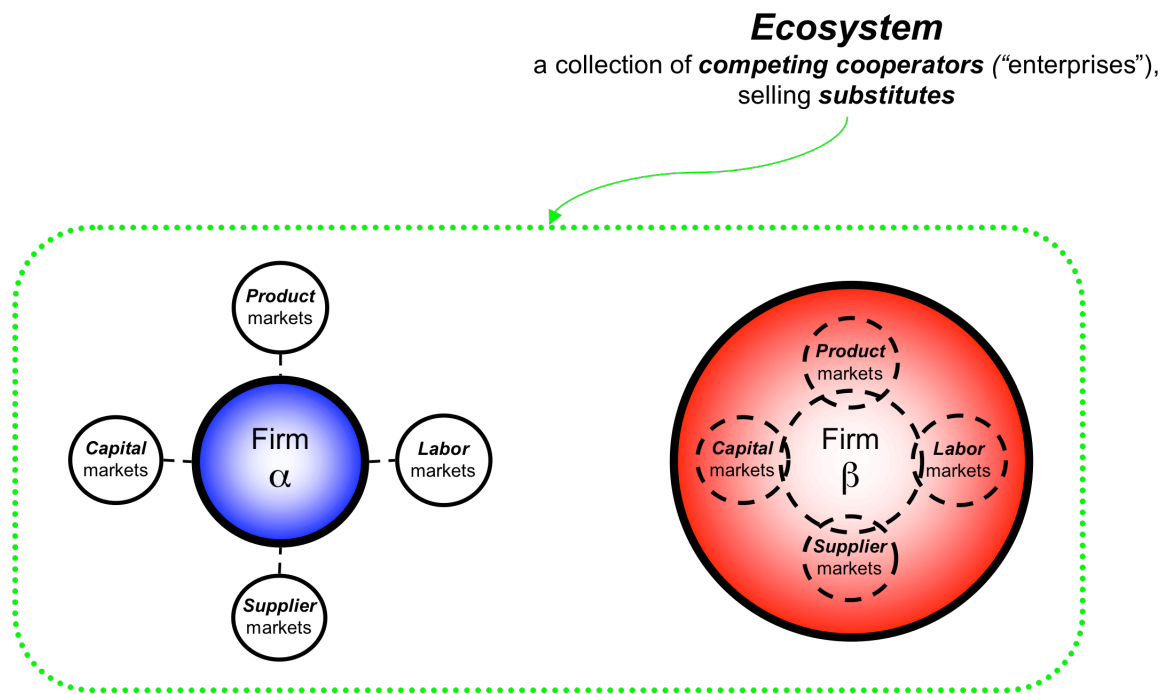 Ecosystem
a collection of competing cooperators (“enterprises”),
selling substitutes
Product
markets
Capital
markets
Firm
α
Labor
markets
Supplier
markets
Product
markets
Capital
markets
Firm
β
Labor
markets
Supplier
markets